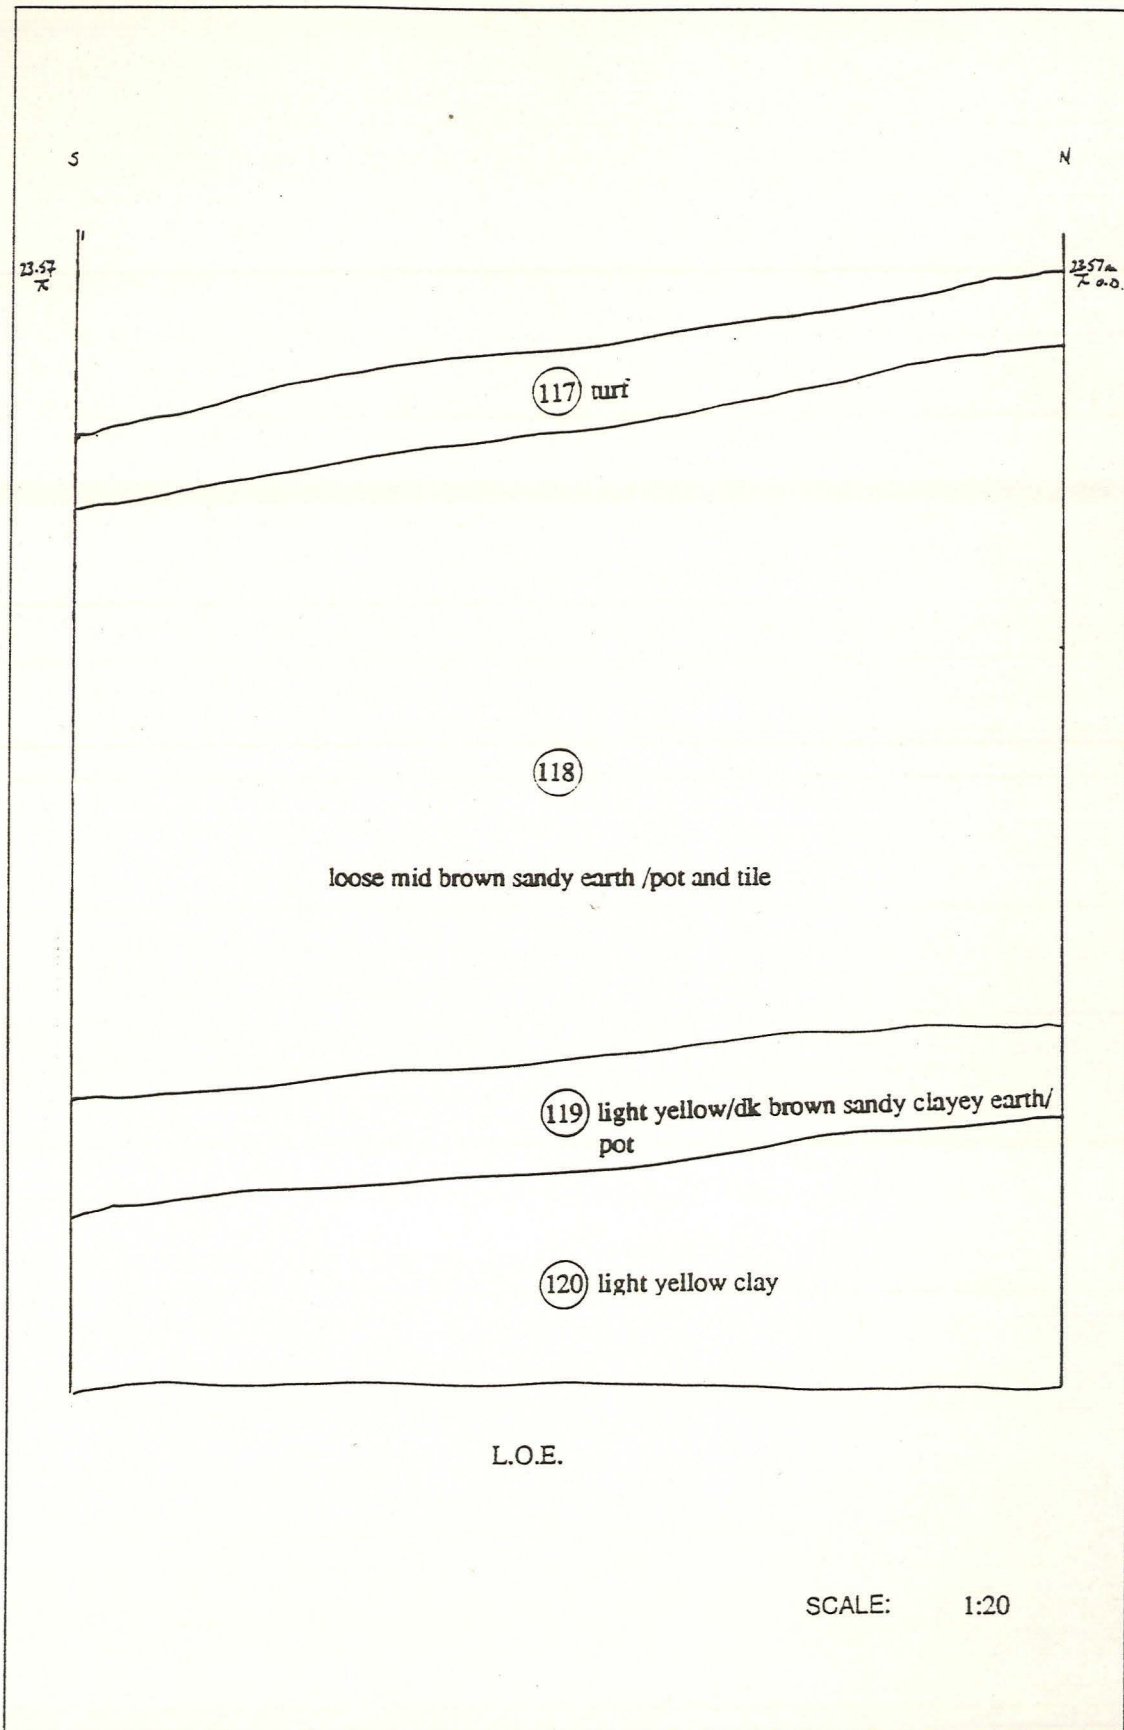 S
N
23.57
23.57m
O.D.
117 turf
118
loose mid brown sandy earth /pot and tile
119 light yellow/dk brown sandy clayey earth/
pot
120 light yellow clay
L.O.E.
SCALE: 1:20